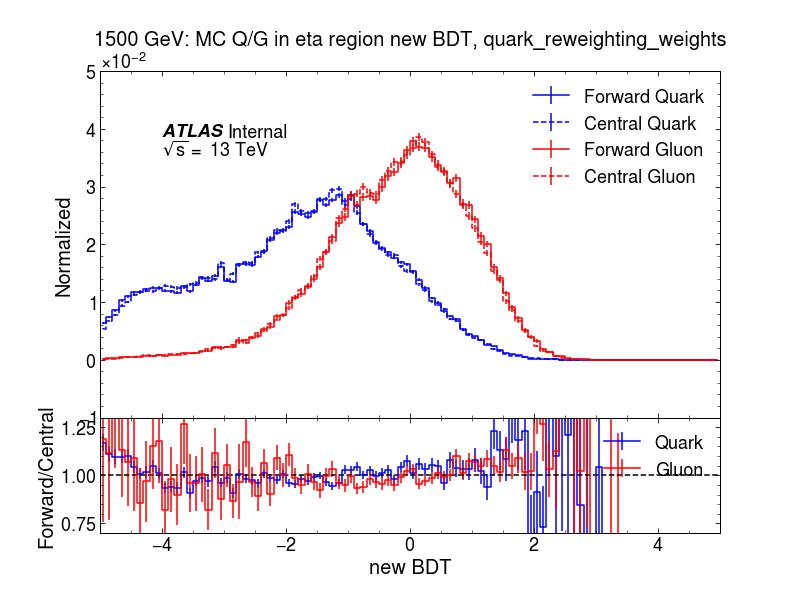 1500 GeV: MC Q/G in eta region new BDT, quark_reweighting_weights
×10⁻²
5
4
3
2
1
0
−1
Normalized
ATLAS Internal
√s = 13 TeV
Forward Quark
Central Quark
Forward Gluon
Central Gluon
1.25
1.00
0.75
Forward/Central
Quark
Gluon
−4 −2 0 2 4
new BDT